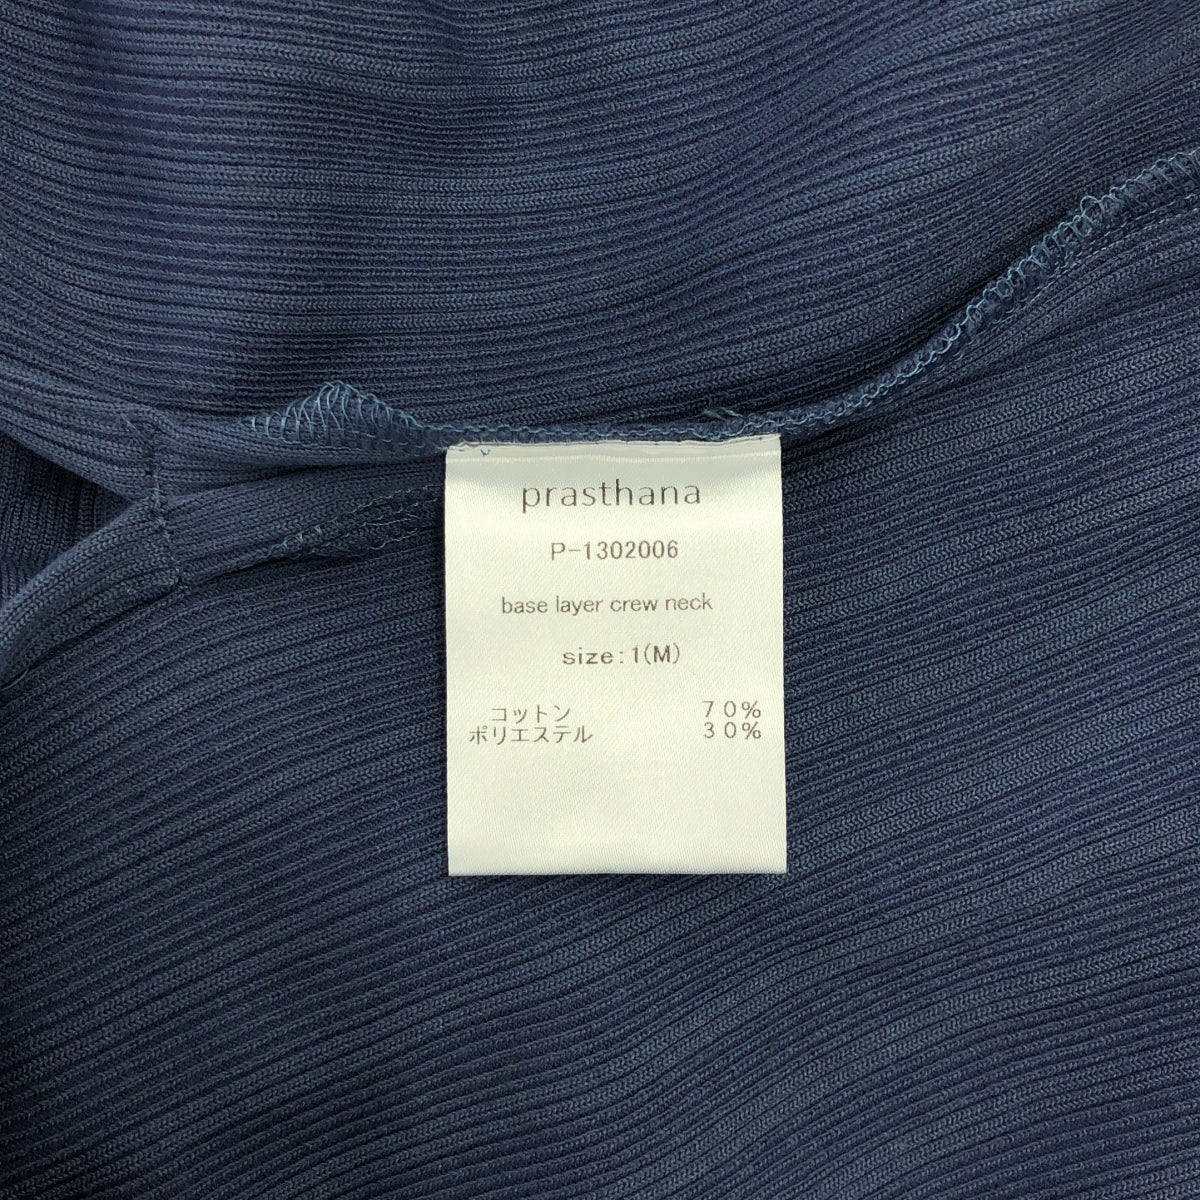 prasthana
P-1302006
base layer crew neck
size:1(M)
コットン 70%
ポリエステル 30%